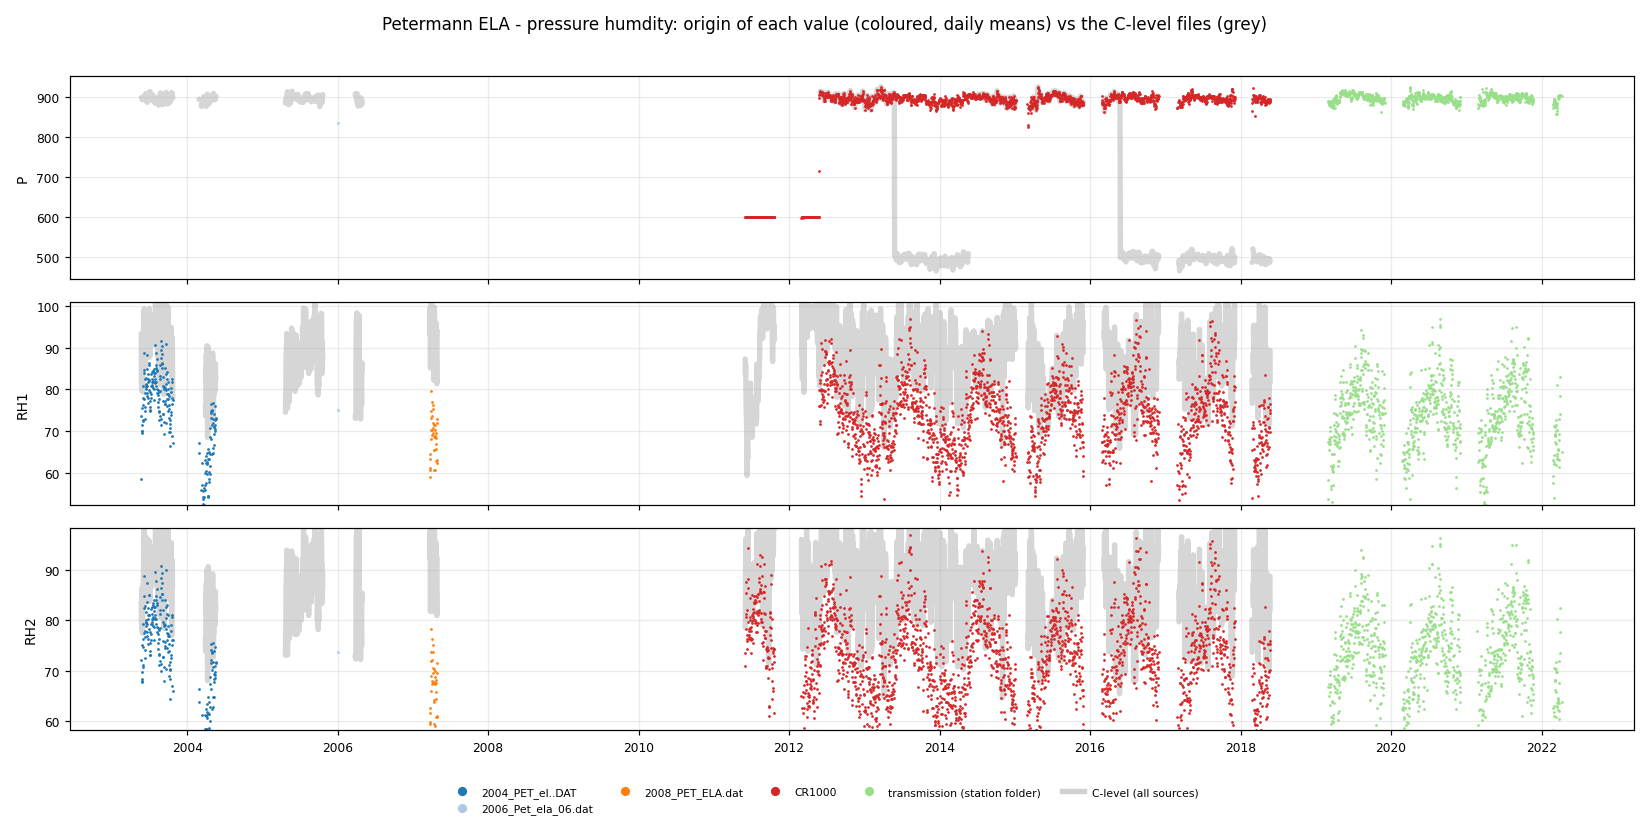 Petermann ELA - pressure humdity: origin of each value (coloured, daily means) vs the C-level files (grey)
900
800
700
600
500
P
100
90
80
70
60
RH1
90
80
70
60
RH2
2004 2006 2008 2010 2012 2014 2016 2018 2020 2022
2004_PET_el..DAT 2008_PET_ELA.dat CR1000 transmission (station folder) C-level (all sources)
2006_Pet_ela_06.dat